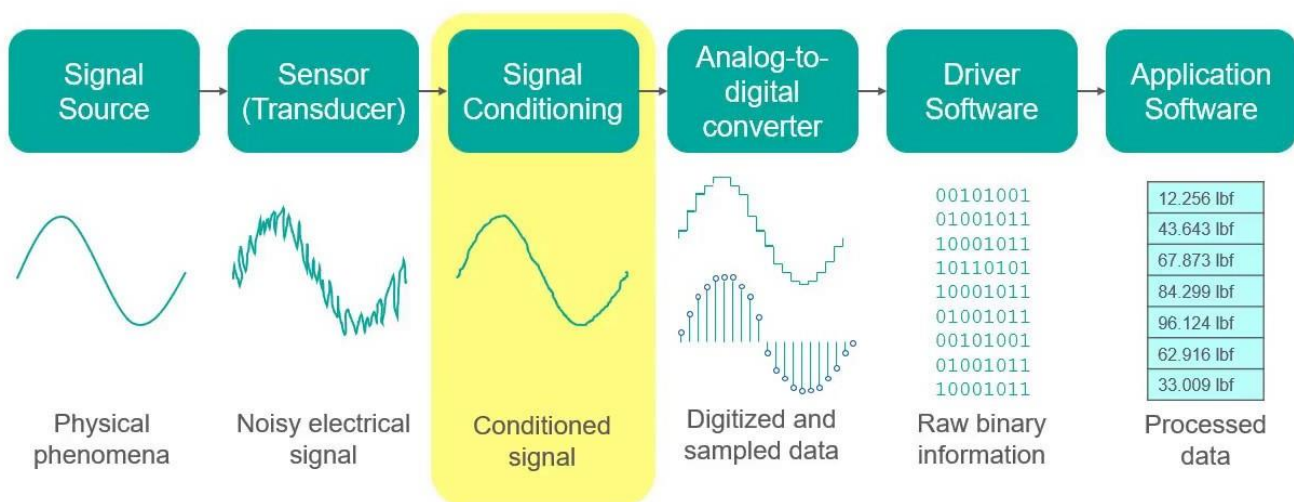 Signal
Source
Sensor
(Transducer)
Signal
Conditioning
Analog-to-
digital
converter
Driver
Software
Application
Software
00101001
01001011
10001011
10110101
10001011
01001011
00101001
01001011
10001011
12.256 lbf
43.643 lbf
67.873 lbf
84.299 lbf
96.124 lbf
62.916 lbf
33.009 lbf
Physical
phenomena
Noisy electrical
signal
Conditioned
signal
Digitized and
sampled data
Raw binary
information
Processed
data